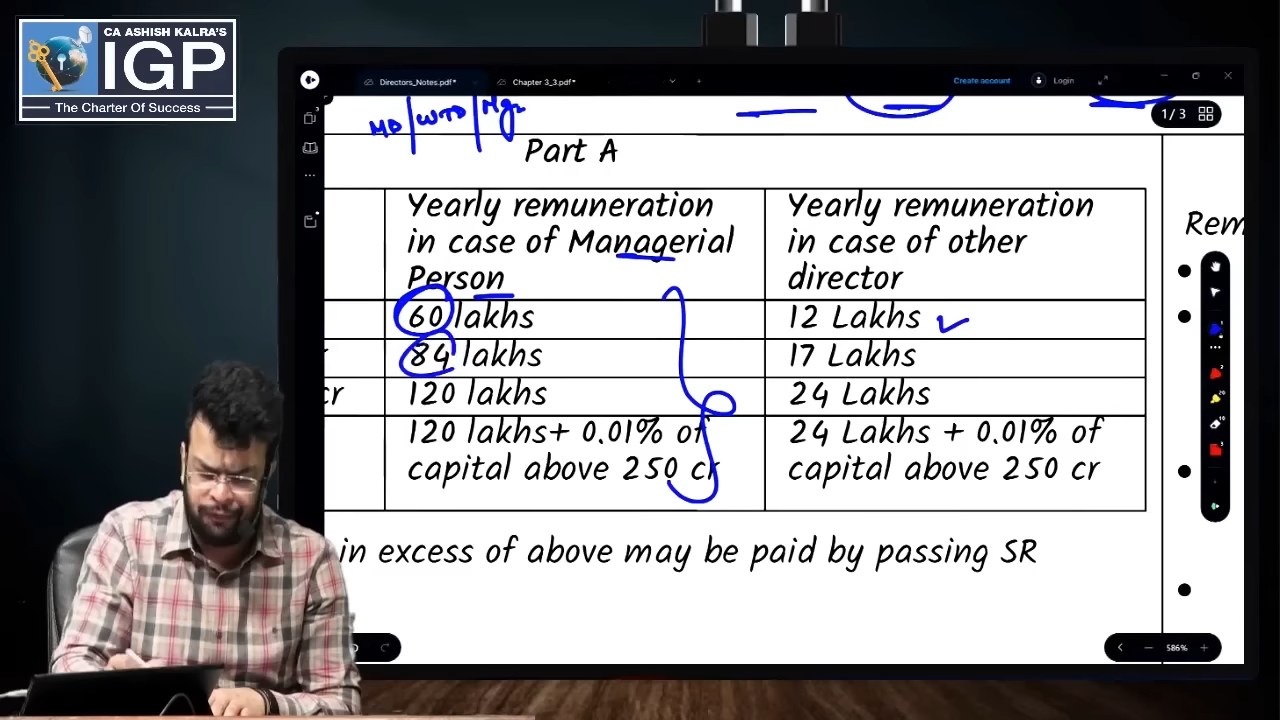 CA ASHISH KALRA'S
IGP
The Charter Of Success
Directors_Notes.pdf*
Chapter 3_3.pdf*
Create account
Login
1/3
MD/WTD/Mgr
Part A
Yearly remuneration
in case of Managerial
Person
Yearly remuneration
in case of other
director
Rem
60 lakhs
12 Lakhs
84 lakhs
17 Lakhs
cr
120 lakhs
24 Lakhs
120 lakhs+ 0.01% of
capital above 250 cr
24 Lakhs + 0.01% of
capital above 250 cr
in excess of above may be paid by passing SR
586%